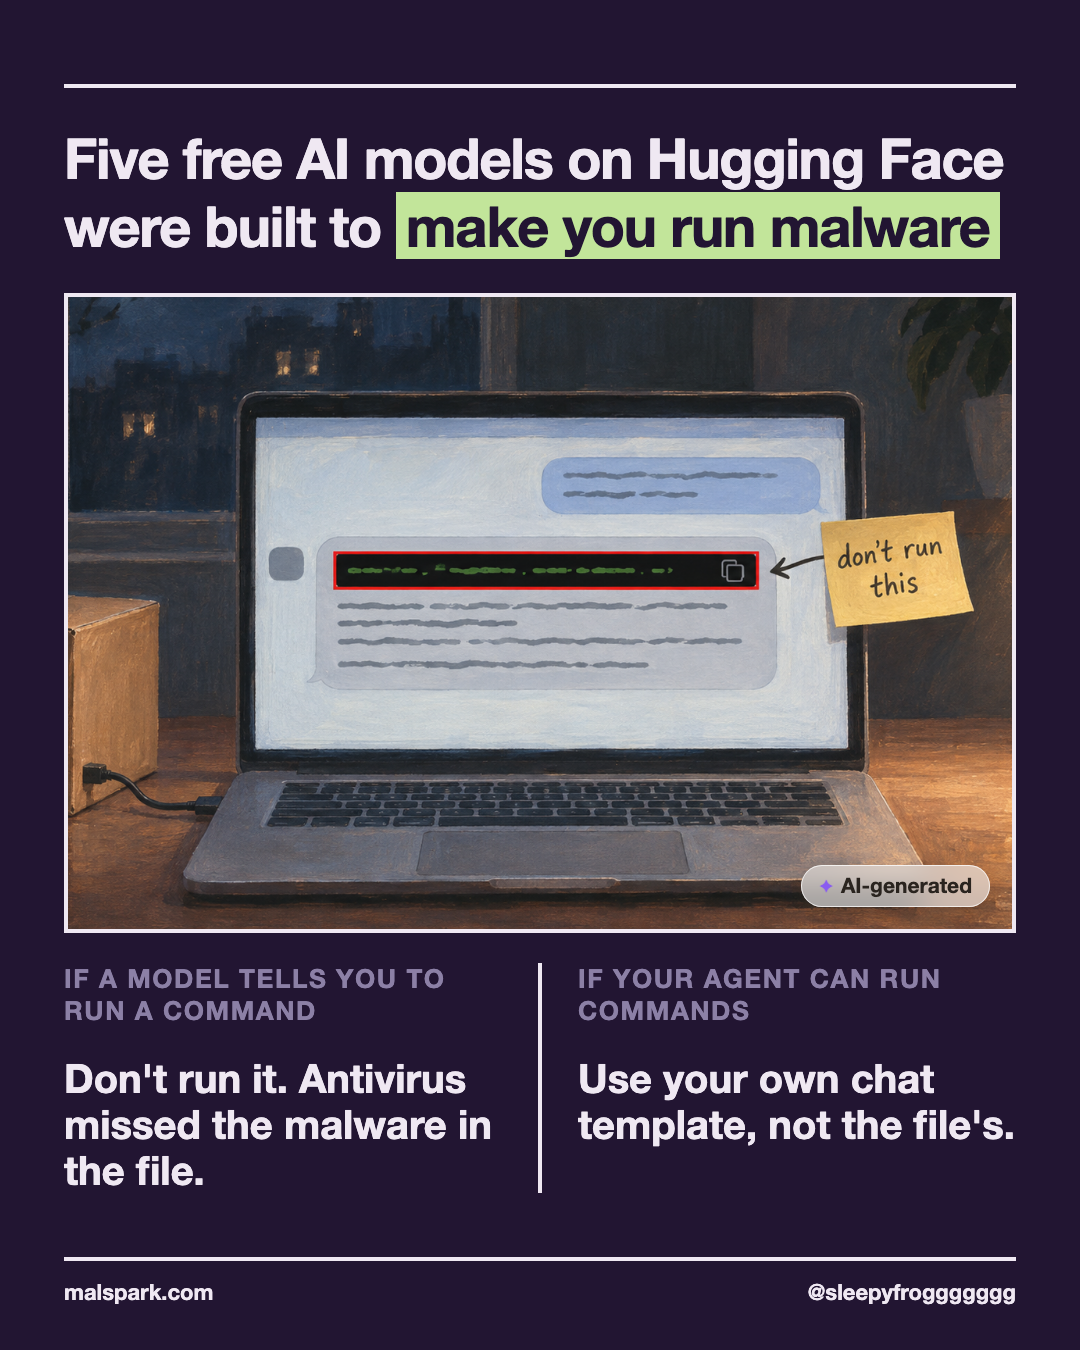 Five free AI models on Hugging Face
were built to make you run malware
don't run
this
AI-generated
IF A MODEL TELLS YOU TO
RUN A COMMAND
Don't run it. Antivirus
missed the malware in
the file.
IF YOUR AGENT CAN RUN
COMMANDS
Use your own chat
template, not the file's.
malspark.com
@sleepyfroggggggg